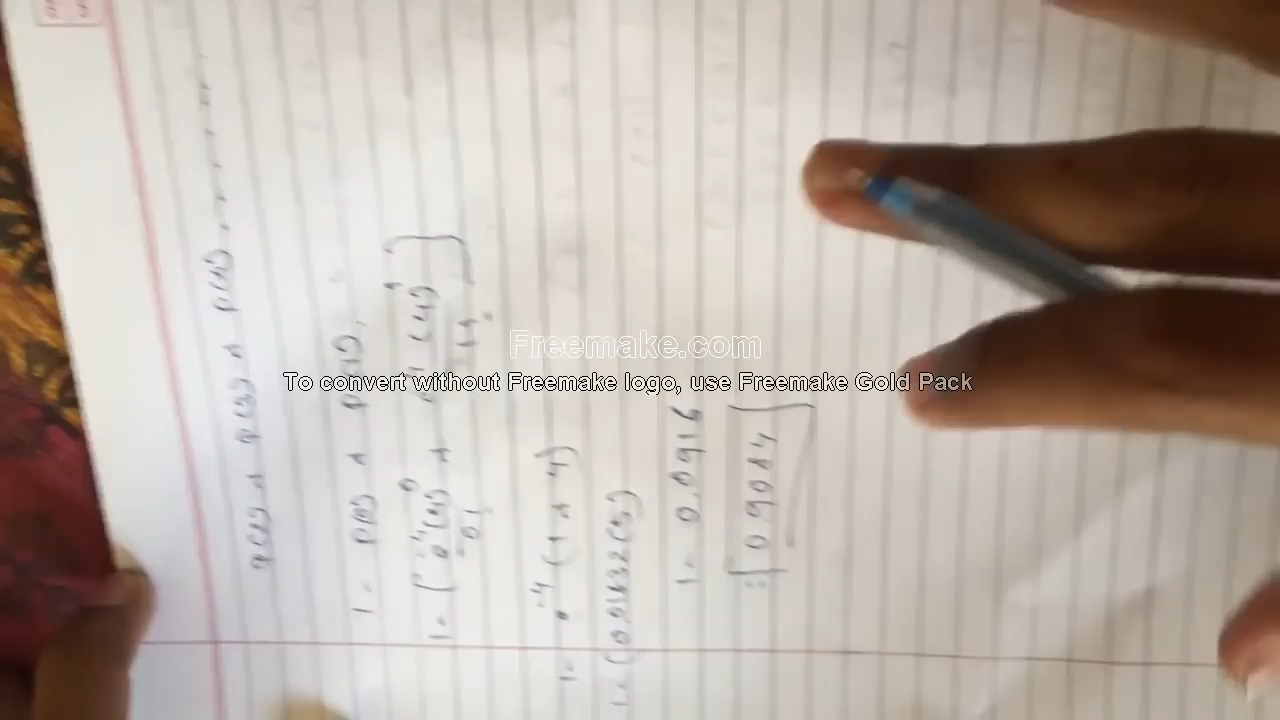 P(2) + P(3) + P(4) + ------
1 - P(0) + P(1),
1 - [ e⁻⁴(4)⁰ / 0! + (4)¹ / 1! ]
1 - e⁻⁴ (1 + 4)
1 - (0.01832(5)
1 - 0.0916
= 0.9084
Freemake.com
To convert without Freemake logo, use Freemake Gold Pack